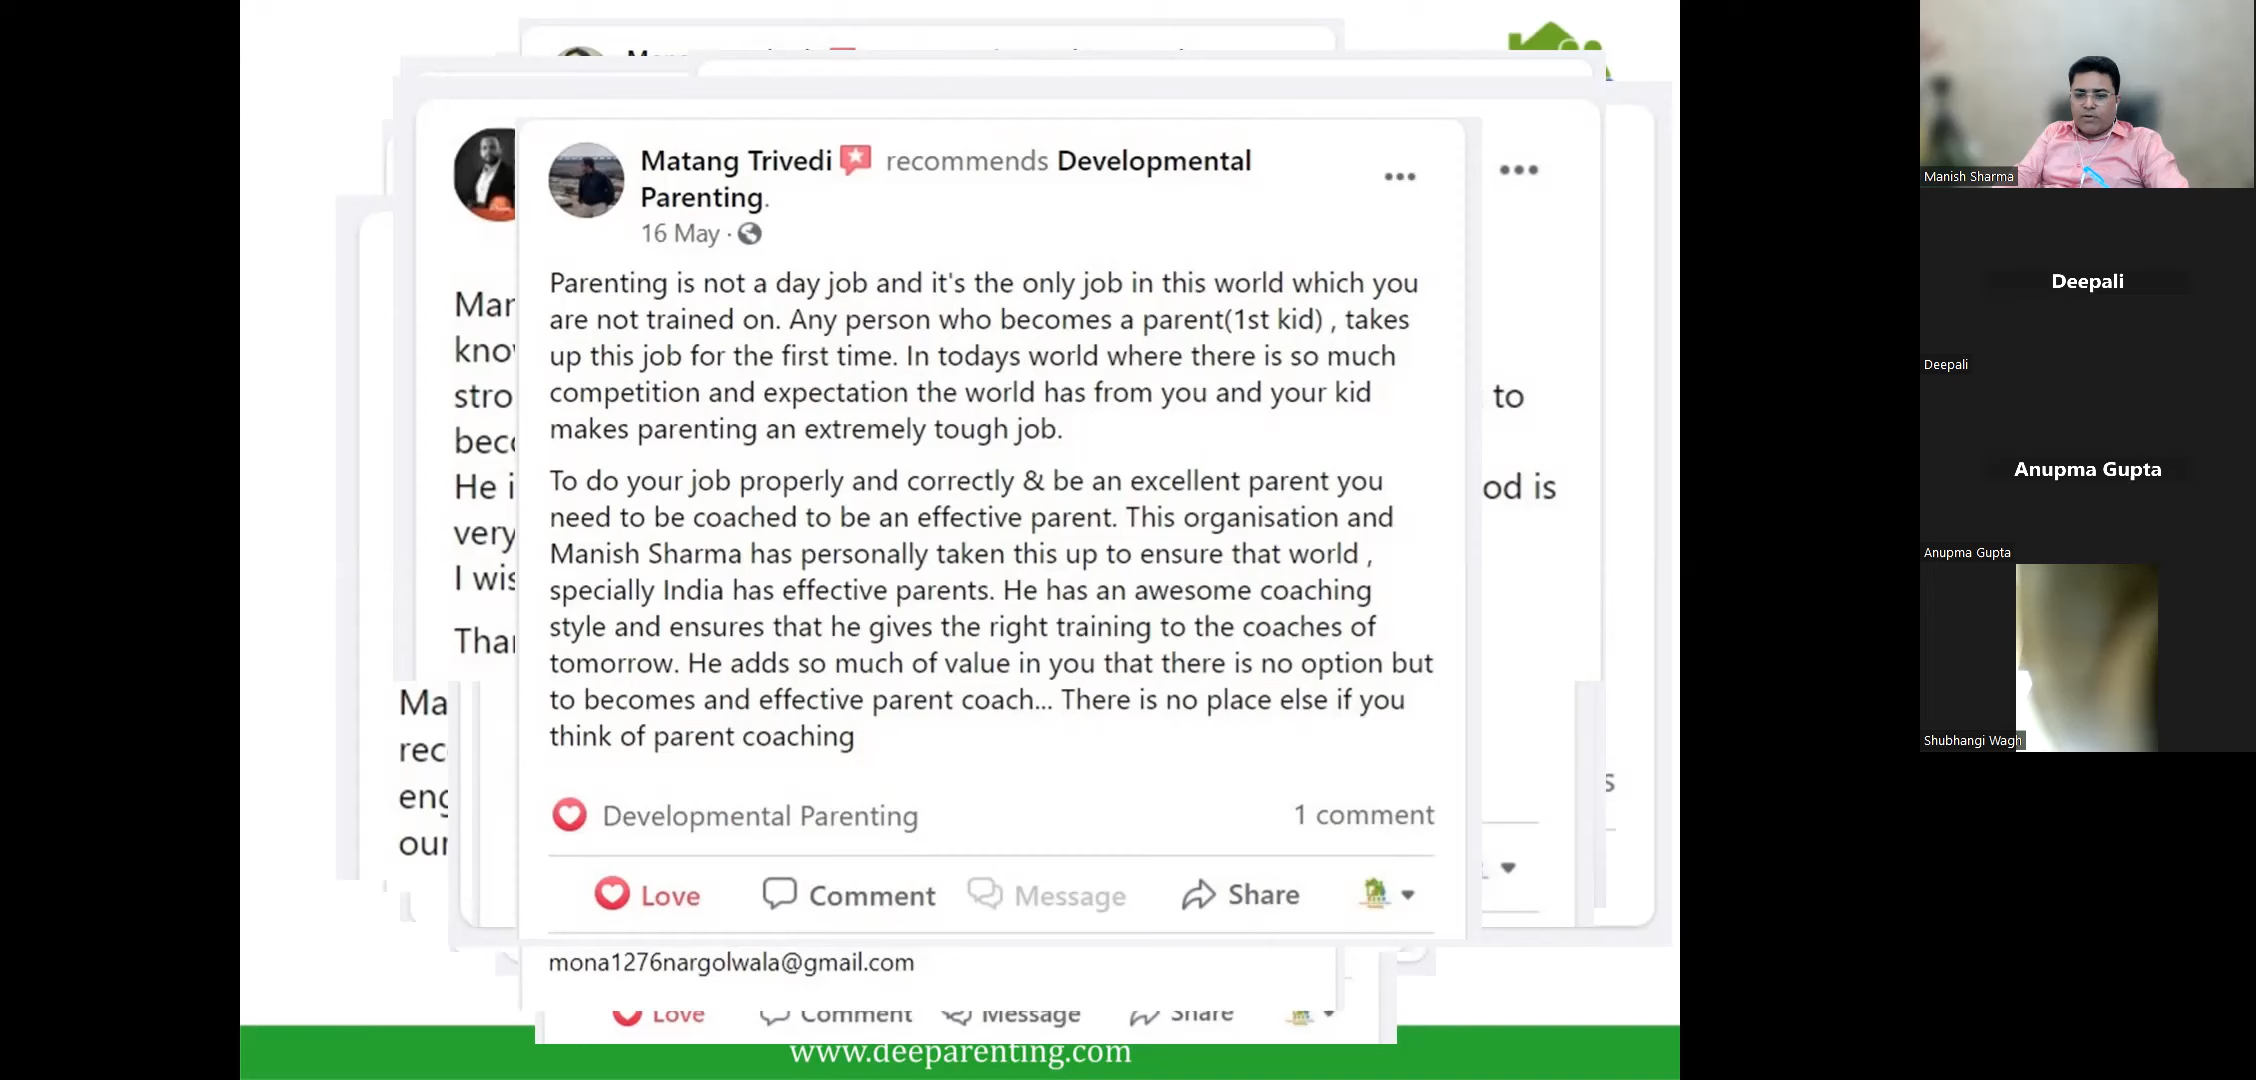 Matang Trivedi recommends Developmental
Parenting.
16 May
Parenting is not a day job and it's the only job in this world which you
are not trained on. Any person who becomes a parent(1st kid) , takes
up this job for the first time. In todays world where there is so much
competition and expectation the world has from you and your kid
makes parenting an extremely tough job.
To do your job properly and correctly & be an excellent parent you
need to be coached to be an effective parent. This organisation and
Manish Sharma has personally taken this up to ensure that world ,
specially India has effective parents. He has an awesome coaching
style and ensures that he gives the right training to the coaches of
tomorrow. He adds so much of value in you that there is no option but
to becomes and effective parent coach... There is no place else if you
think of parent coaching
Developmental Parenting 1 comment
Love Comment Message Share
to
od is
He i
very
mona1276nargolwala@gmail.com
Love Comment Message Share
www.deeparenting.com
Manish Sharma
Deepali
Deepali
Anupma Gupta
Anupma Gupta
Shubhangi Wagh